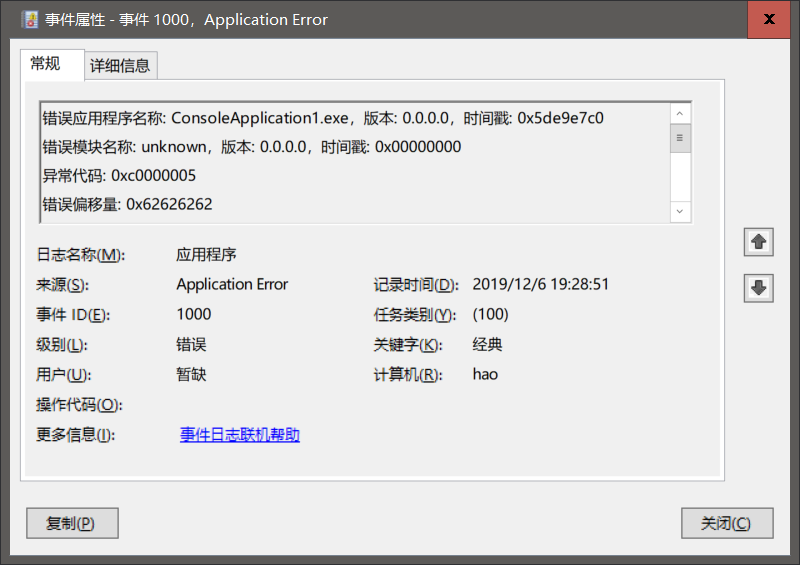 事件属性 - 事件 1000，Application Error
常规
详细信息
错误应用程序名称: ConsoleApplication1.exe，版本: 0.0.0.0，时间戳: 0x5de9e7c0
错误模块名称: unknown，版本: 0.0.0.0，时间戳: 0x00000000
异常代码: 0xc0000005
错误偏移量: 0x62626262
日志名称(M): 应用程序
来源(S): Application Error 记录时间(D): 2019/12/6 19:28:51
事件 ID(E): 1000 任务类别(Y): (100)
级别(L): 错误 关键字(K): 经典
用户(U): 暂缺 计算机(R): hao
操作代码(O):
更多信息(I): 事件日志联机帮助
复制(P) 关闭(C)